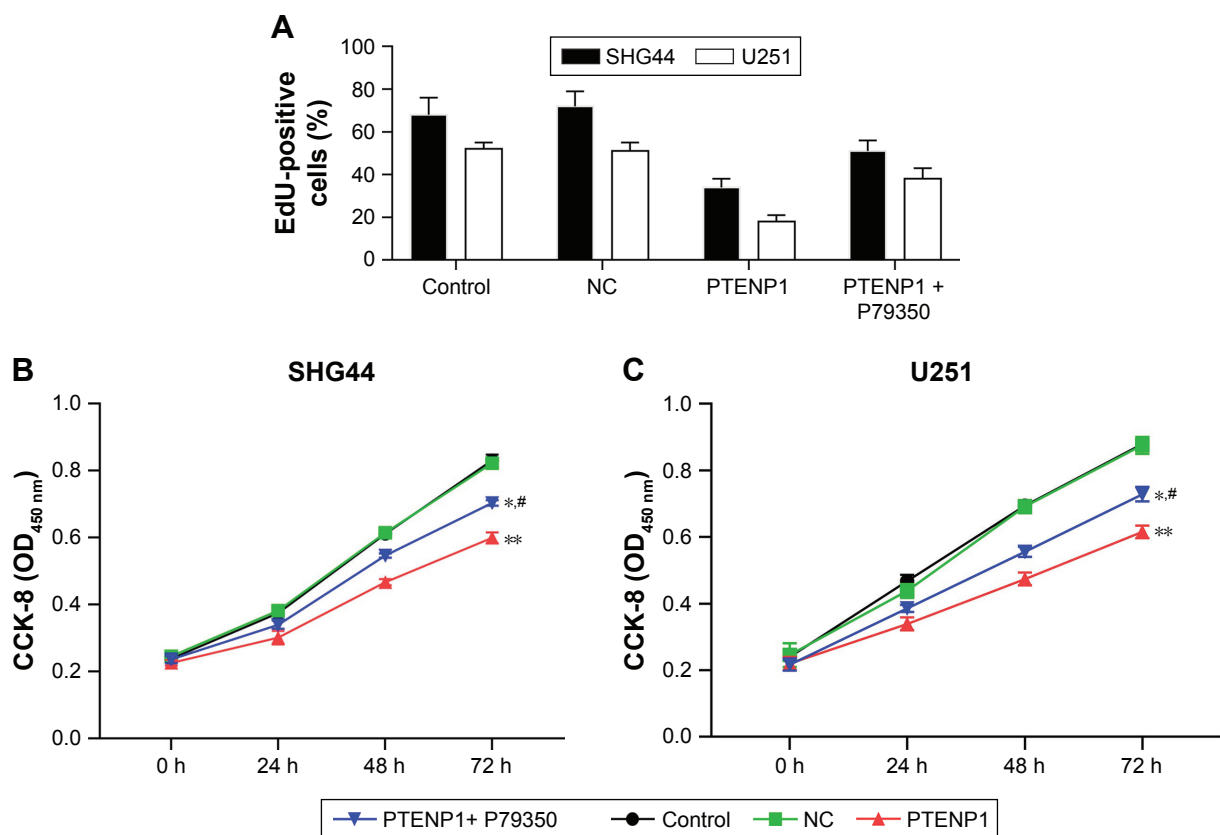 A
SHG44 U251
EdU-positive
cells (%)
100
80
60
40
20
0
Control NC PTENP1 PTENP1 +
P79350
B SHG44
CCK-8 (OD450 nm)
1.0
0.8
0.6
0.4
0.2
0.0
*,#
**
0 h 24 h 48 h 72 h
C U251
CCK-8 (OD450 nm)
1.0
0.8
0.6
0.4
0.2
0.0
*,#
**
0 h 24 h 48 h 72 h
PTENP1+ P79350 Control NC PTENP1